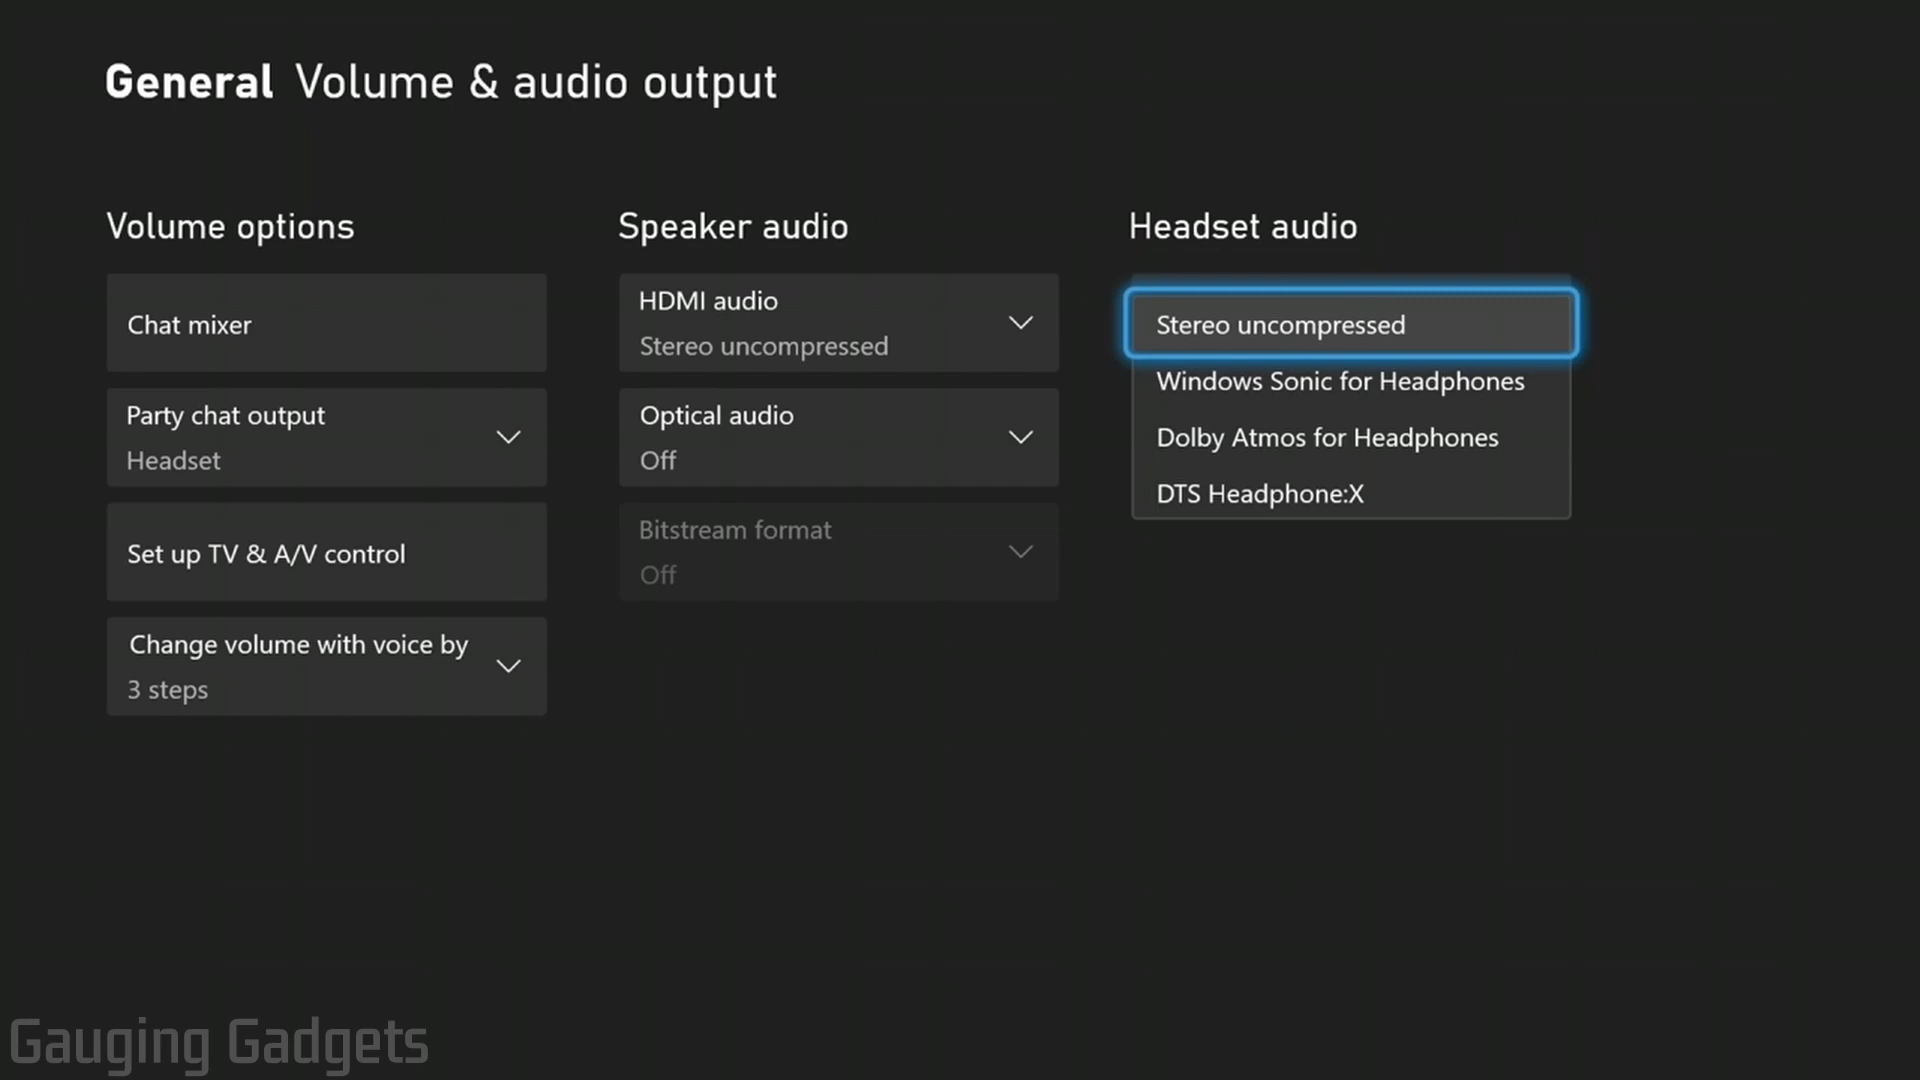 General Volume & audio output
Volume options
Chat mixer
Party chat output
Headset
Set up TV & A/V control
Change volume with voice by
3 steps
Speaker audio
HDMI audio
Stereo uncompressed
Optical audio
Off
Bitstream format
Off
Headset audio
Stereo uncompressed
Windows Sonic for Headphones
Dolby Atmos for Headphones
DTS Headphone:X
Gauging Gadgets